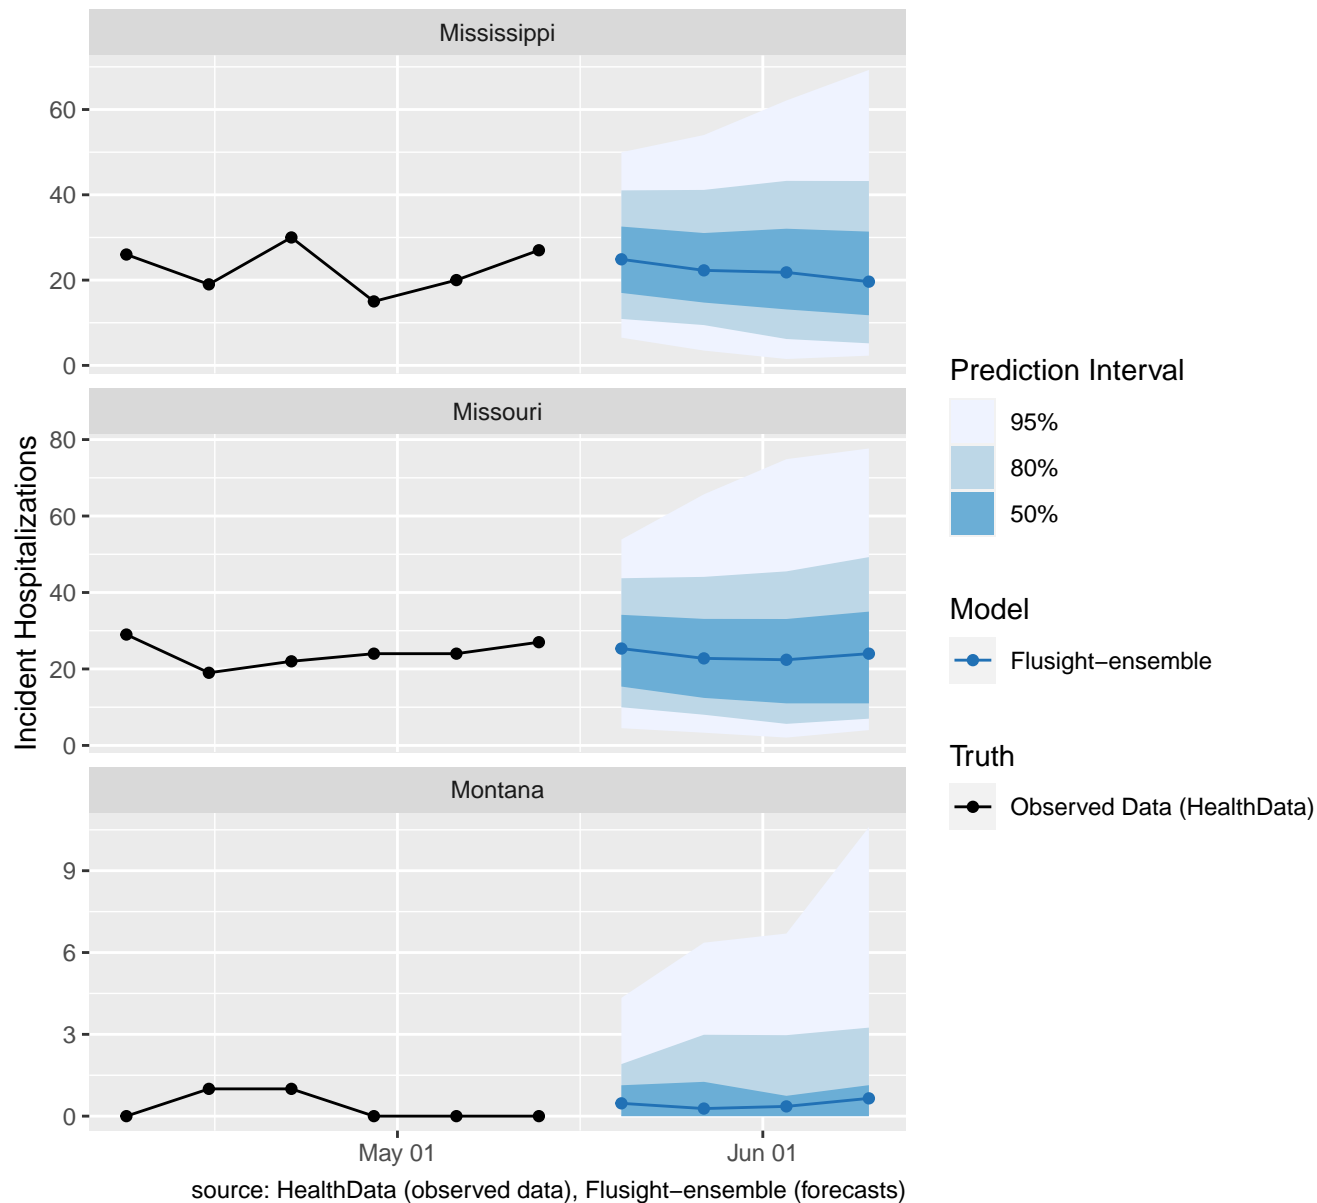 Mississippi
60
40
20
0
Missouri
80
60
40
20
0
Montana
9
6
3
0
Incident Hospitalizations
May 01
Jun 01
source: HealthData (observed data), Flusight−ensemble (forecasts)
Prediction Interval
95%
80%
50%
Model
Flusight−ensemble
Truth
Observed Data (HealthData)